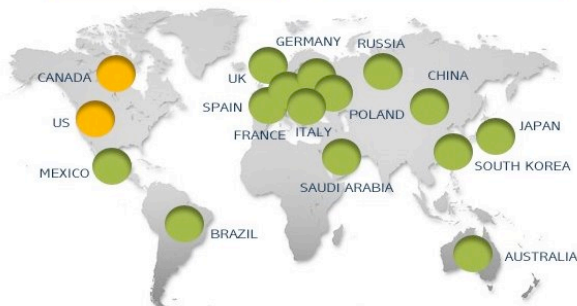 GERMANY
RUSSIA
CANADA
UK
CHINA
SPAIN
US
POLAND
FRANCE
ITALY
JAPAN
MEXICO
SOUTH KOREA
SAUDI ARABIA
BRAZIL
AUSTRALIA